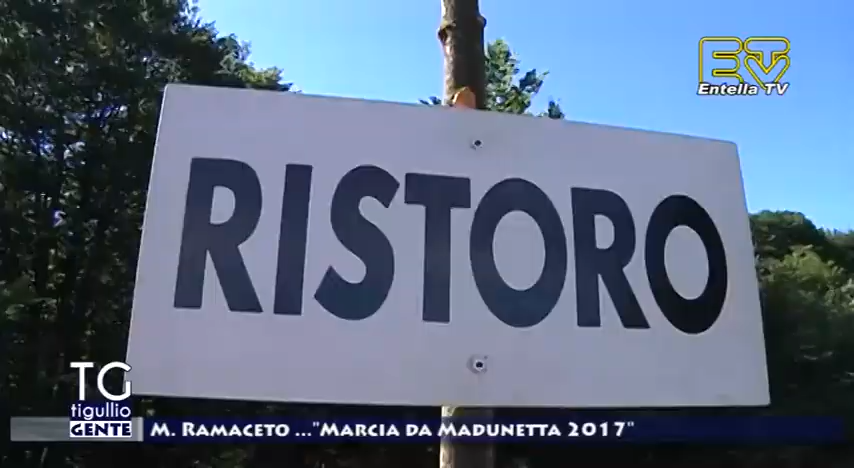 ETV
Entella TV
RISTORO
TG
tigullio
GENTE
M. RAMACETO ..."MARCIA DA MADUNETTA 2017"